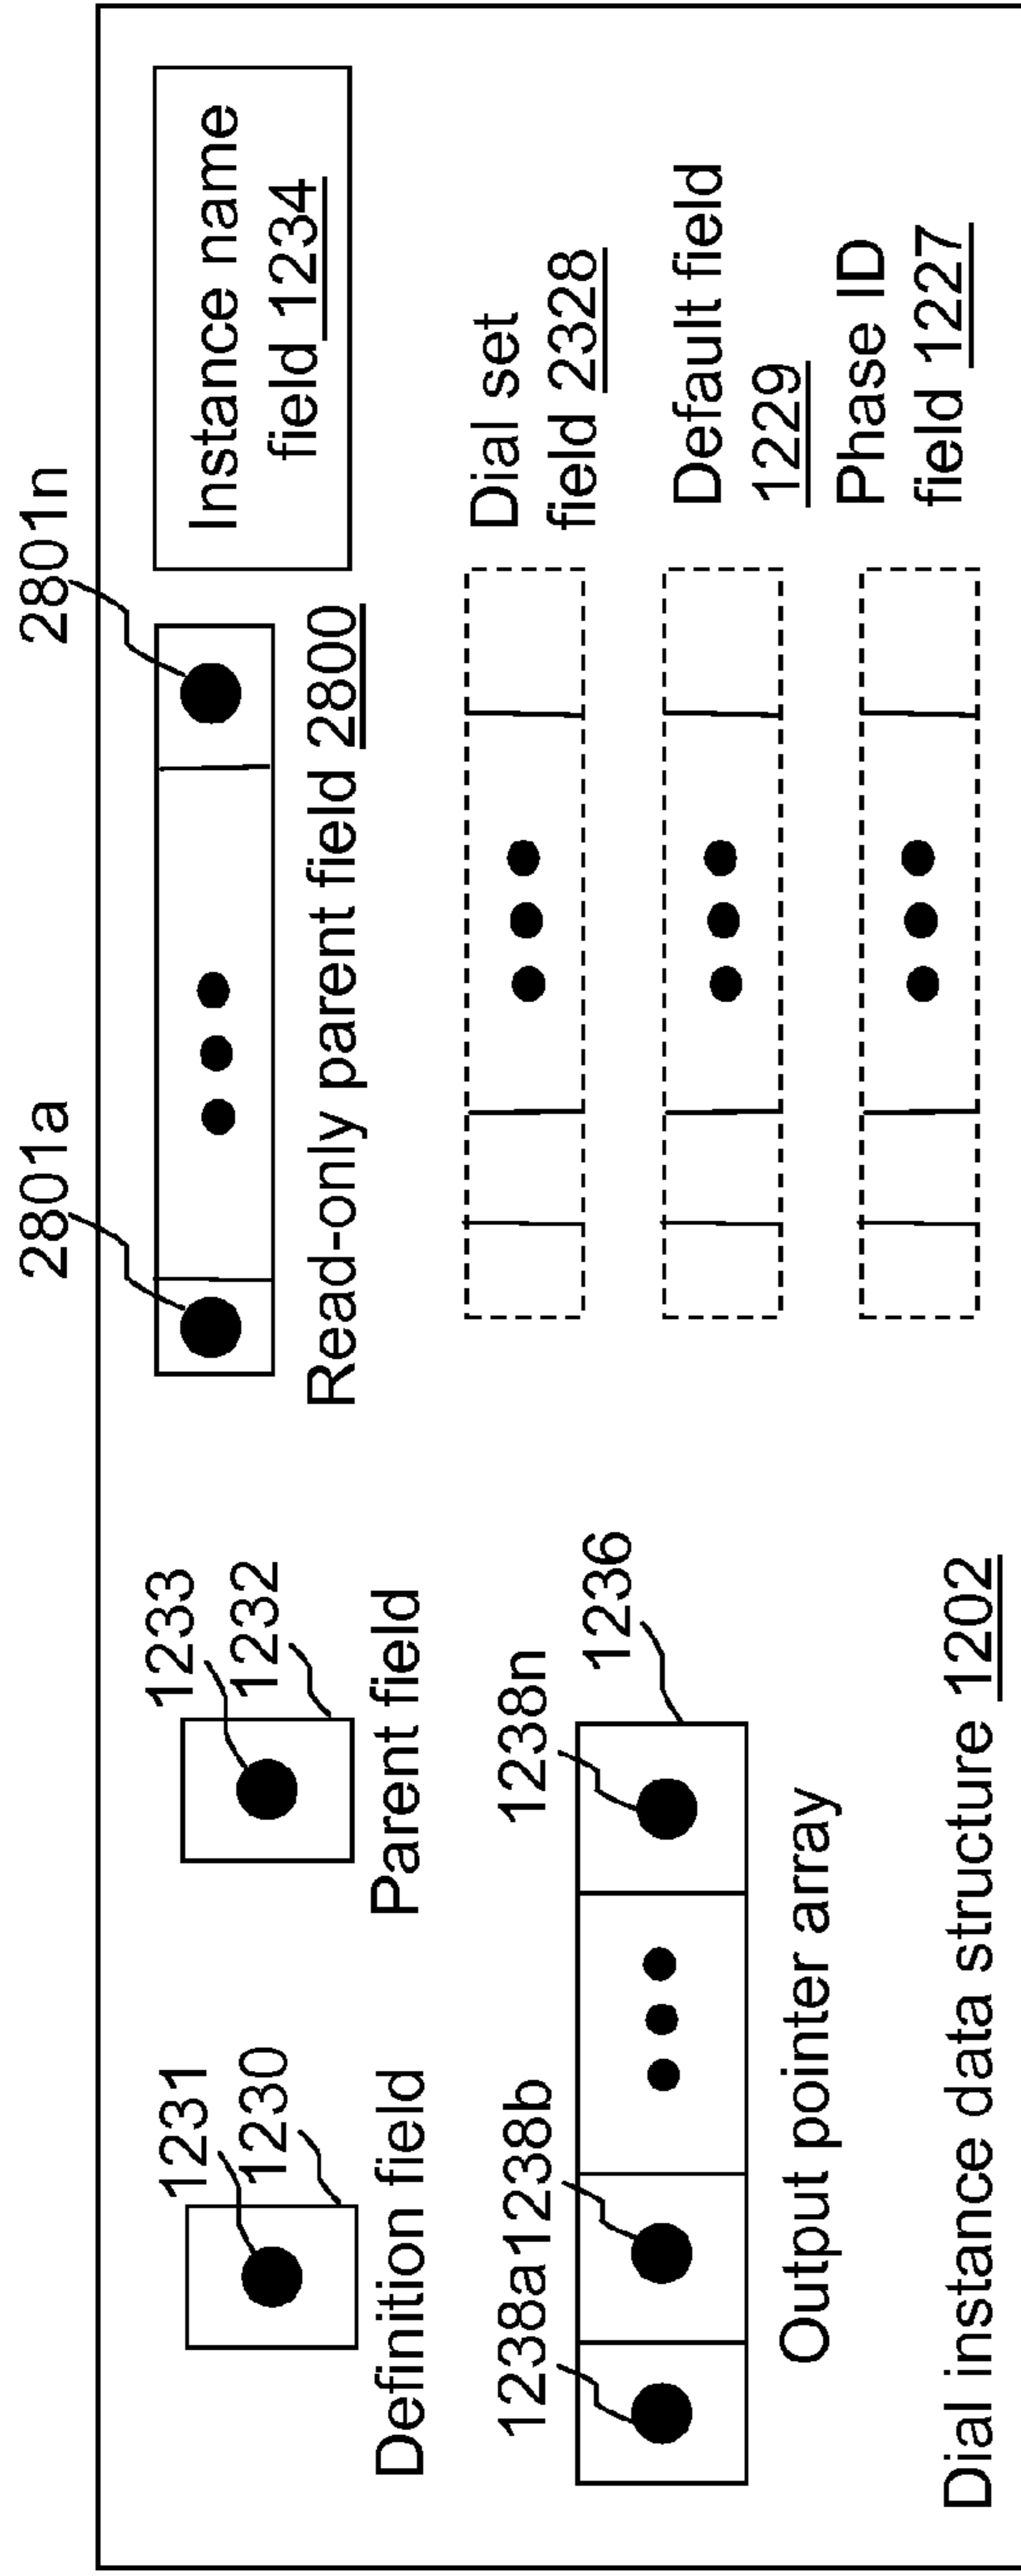 2801a
2801n
1231
1230
Definition field
1233
1232
Parent field
Read-only parent field 2800
Instance name
field 1234
1238a
1238b
1238n
1236
Output pointer array
Dial set
field 2328
Default field
1229
Phase ID
field 1227
Dial instance data structure 1202